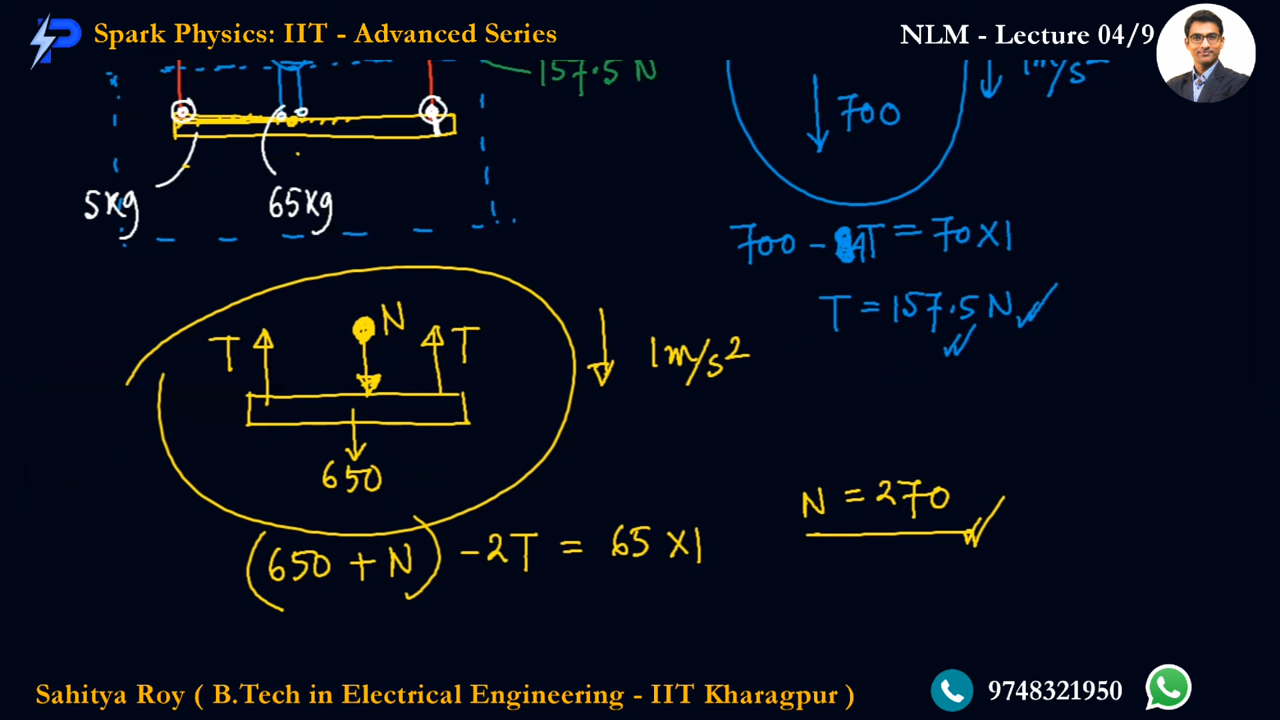 Spark Physics: IIT - Advanced Series
NLM - Lecture 04/9
157.5 N
1m/s²
700
5kg
65kg
700 - 4T = 70 X 1
T = 157.5 N
T
N
T
1m/s²
650
N = 270
(650 + N) - 2T = 65 X 1
Sahitya Roy ( B.Tech in Electrical Engineering - IIT Kharagpur )
9748321950